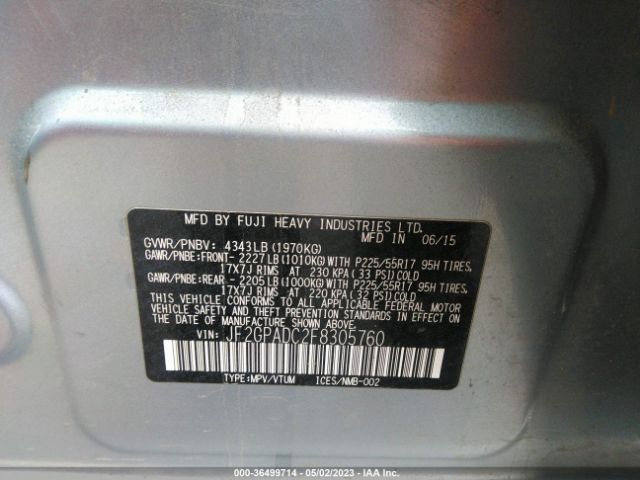 MFD BY FUJI HEAVY INDUSTRIES LTD.
MFD IN 06/15
GVWR/PNBV: 4343LB(1970KG)
GAWR/PNBE:FRONT- 2227LB(1010KG)WITH P225/55R17 95H TIRES,
17X7J RIMS AT 230 KPA(33 PSI)COLD
GAWR/PNBE:REAR - 2205LB(1000KG)WITH P225/55R17 95H TIRES,
17X7J RIMS AT 220 KPA(32 PSI)COLD
THIS VEHICLE CONFORMS TO ALL APPLICABLE FEDERAL MOTOR
VEHICLE SAFETY AND BUMPER STANDARDS IN EFFECT ON
THE DATE OF MANUFACTURE SHOWN ABOVE.
VIN: JF2GPADC2F8305760
TYPE:MPV/VTUM ICES/NMB-002
000-36499714 - 05/02/2023 - IAA Inc.